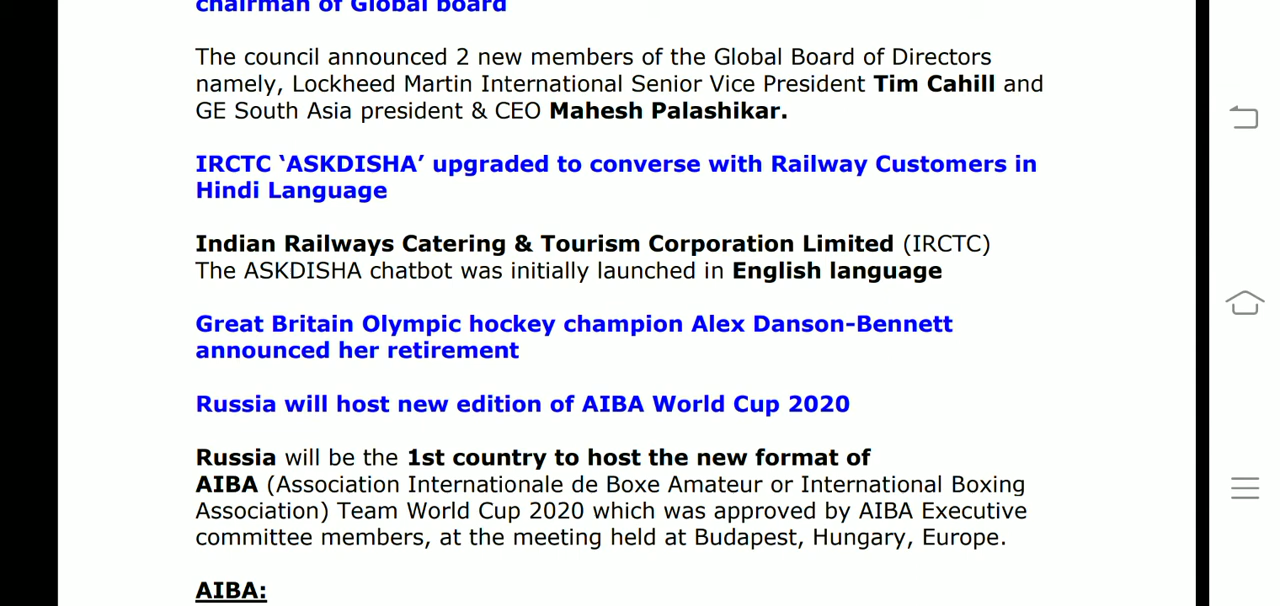 chairman of Global board
The council announced 2 new members of the Global Board of Directors
namely, Lockheed Martin International Senior Vice President Tim Cahill and
GE South Asia president & CEO Mahesh Palashikar.
IRCTC ‘ASKDISHA’ upgraded to converse with Railway Customers in
Hindi Language
Indian Railways Catering & Tourism Corporation Limited (IRCTC)
The ASKDISHA chatbot was initially launched in English language
Great Britain Olympic hockey champion Alex Danson-Bennett
announced her retirement
Russia will host new edition of AIBA World Cup 2020
Russia will be the 1st country to host the new format of
AIBA (Association Internationale de Boxe Amateur or International Boxing
Association) Team World Cup 2020 which was approved by AIBA Executive
committee members, at the meeting held at Budapest, Hungary, Europe.
AIBA: